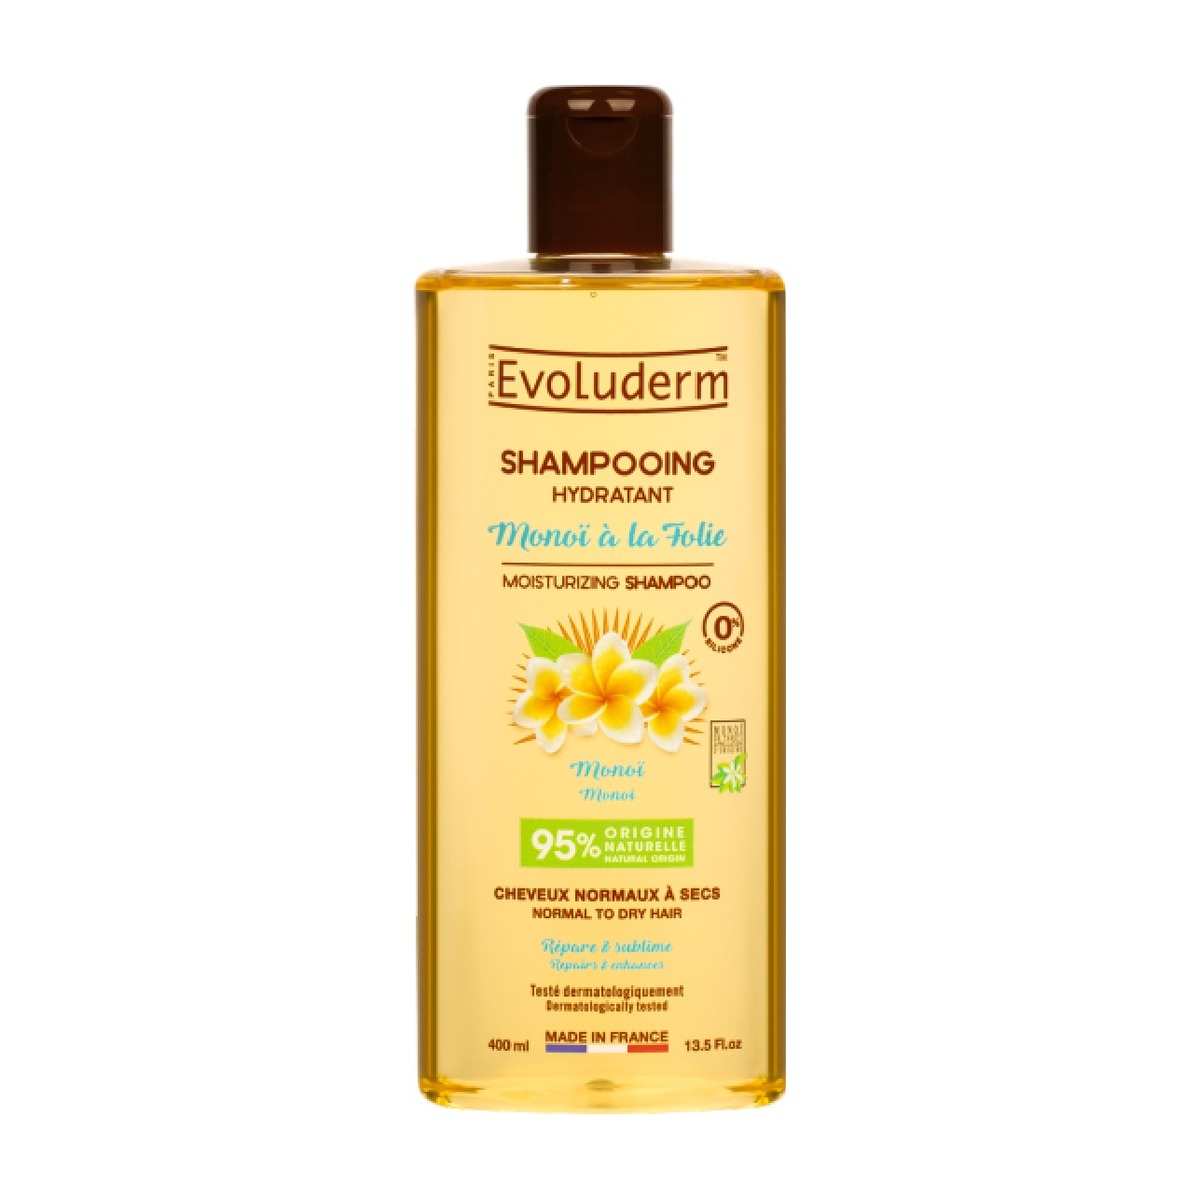 PARIS
Evoluderm™
SHAMPOOING
HYDRATANT
Monoï à la Folie
MOISTURIZING SHAMPOO
0%
SILICONE
Monoï
Monoi
MONOÏ
95% ORIGINE
NATURELLE
NATURAL ORIGIN
CHEVEUX NORMAUX À SECS
NORMAL TO DRY HAIR
Répare & sublime
Repairs & enhances
Testé dermatologiquement
Dermatologically tested
400 ml MADE IN FRANCE 13.5 Fl.oz